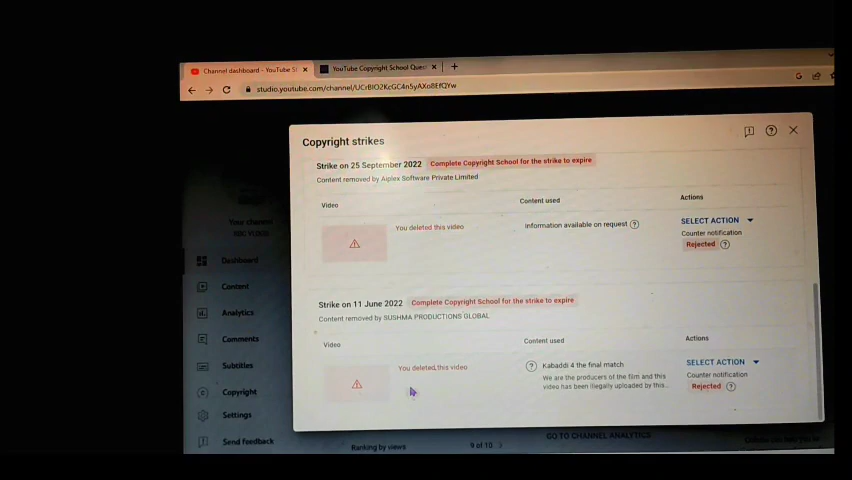 Channel dashboard - YouTube St
YouTube Copyright School Quest
studio.youtube.com/channel/
Copyright strikes
Strike on 25 September 2022 Complete Copyright School for the strike to expire
Content removed by Aiplex Software Private Limited
Video
Content used
Actions
You deleted this video
Information available on request
SELECT ACTION
Counter notification
Rejected
Strike on 11 June 2022 Complete Copyright School for the strike to expire
Content removed by SUSHMA PRODUCTIONS GLOBAL
Video
Content used
Actions
You deleted this video
Kabaddi 4 the final match
We are the producers of the film and this
video has been illegally uploaded by this...
SELECT ACTION
Counter notification
Rejected
Your channel
Dashboard
Content
Analytics
Comments
Subtitles
Copyright
Settings
Send feedback
Ranking by views
9 of 10
GO TO CHANNEL ANALYTICS